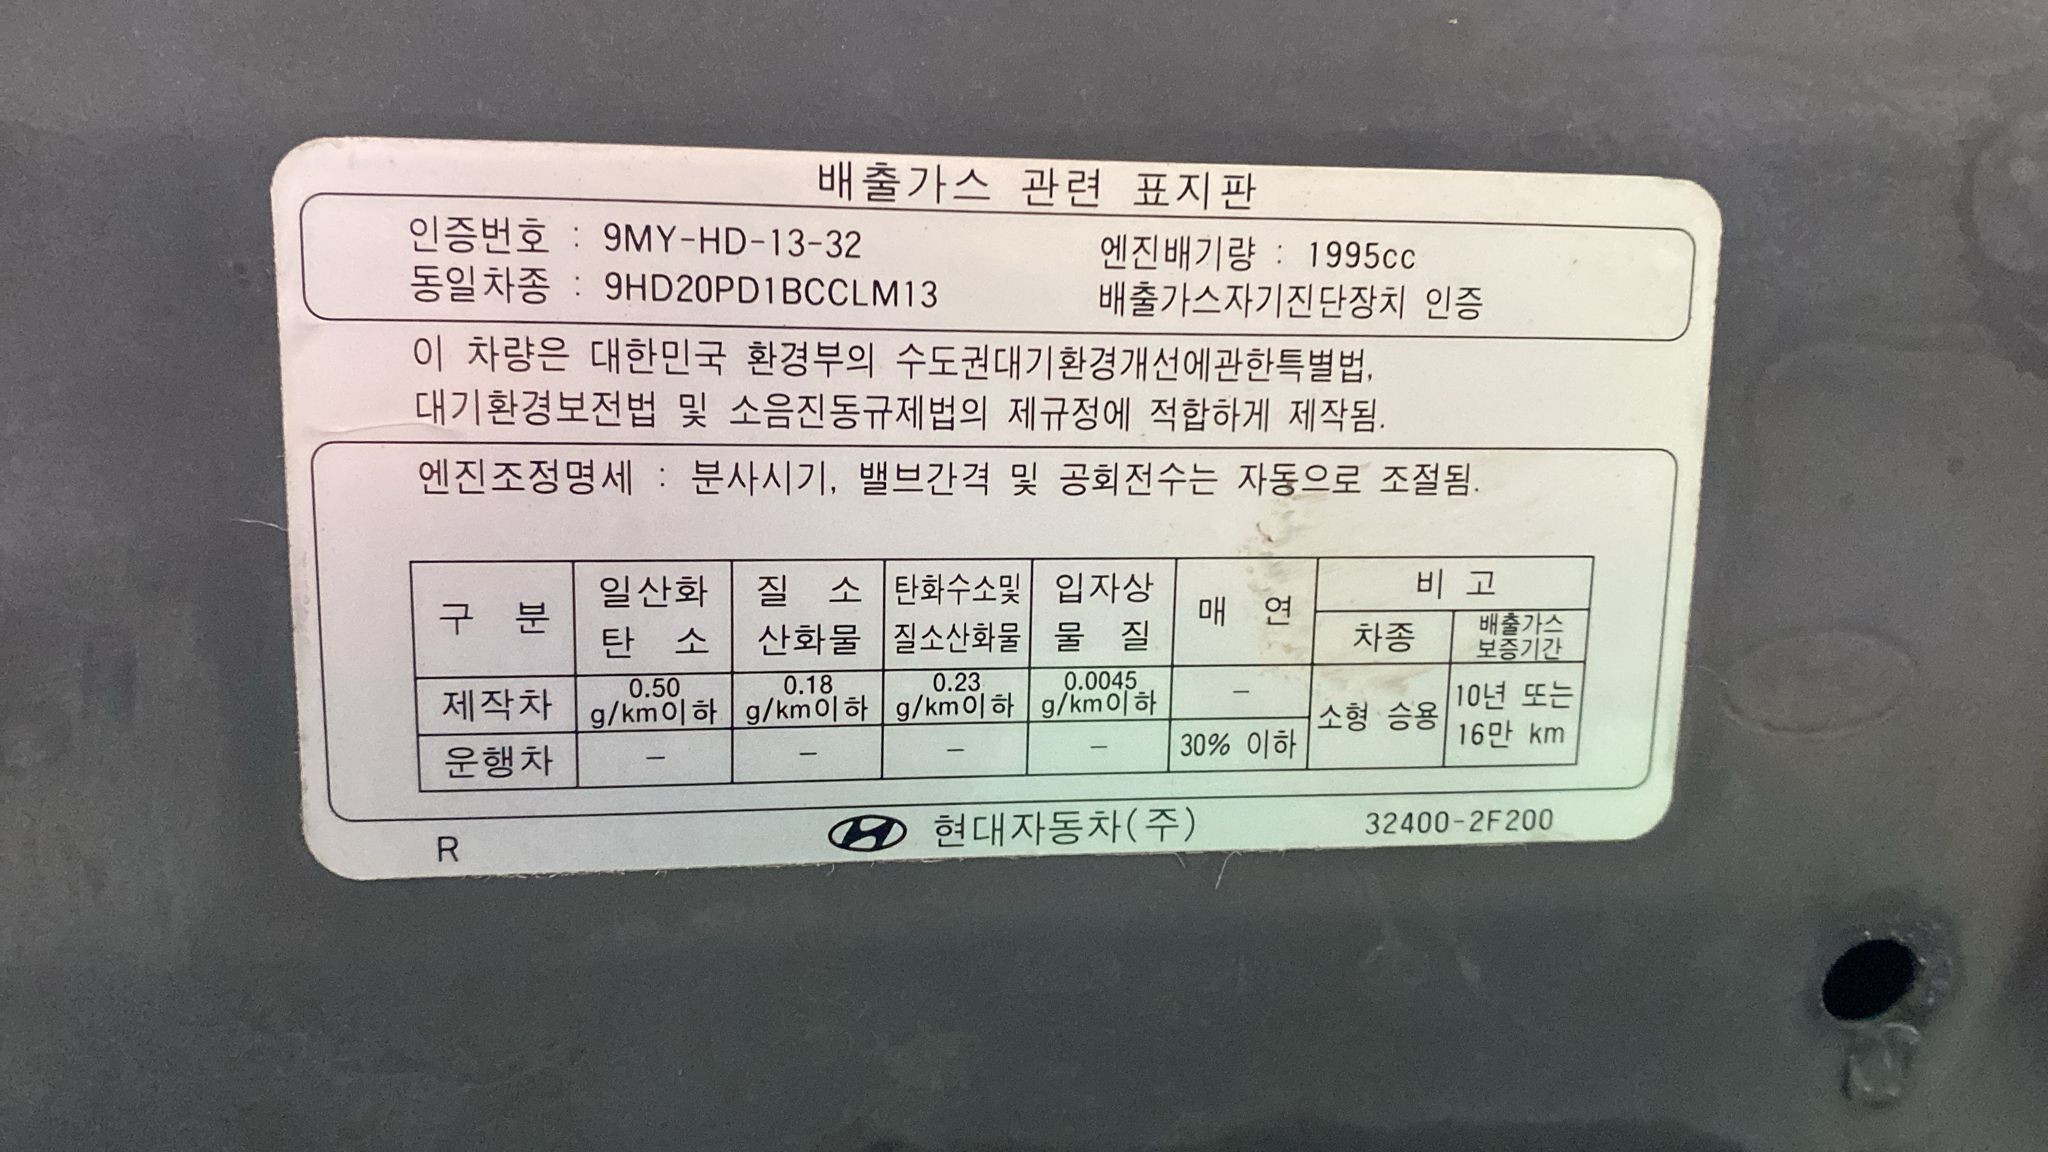 배출가스 관련 표지판
인증번호 : 9MY-HD-13-32
동일차종 : 9HD20PD1BCCLM13
엔진배기량 : 1995cc
배출가스자기진단장치 인증
이 차량은 대한민국 환경부의 수도권대기환경개선에관한특별법,
대기환경보전법 및 소음진동규제법의 제규정에 적합하게 제작됨.
엔진조정명세 : 분사시기, 밸브간격 및 공회전수는 자동으로 조절됨.
구 분
일산화
탄 소
질 소
산화물
탄화수소및
질소산화물
입자상
물 질
매 연
비 고
차종
배출가스
보증기간
제작차
0.50
g/km이하
0.18
g/km이하
0.23
g/km이하
0.0045
g/km이하
-
소형 승용
10년 또는
16만 km
운행차
-
-
-
-
30% 이하
R
현대자동차(주)
32400-2F200